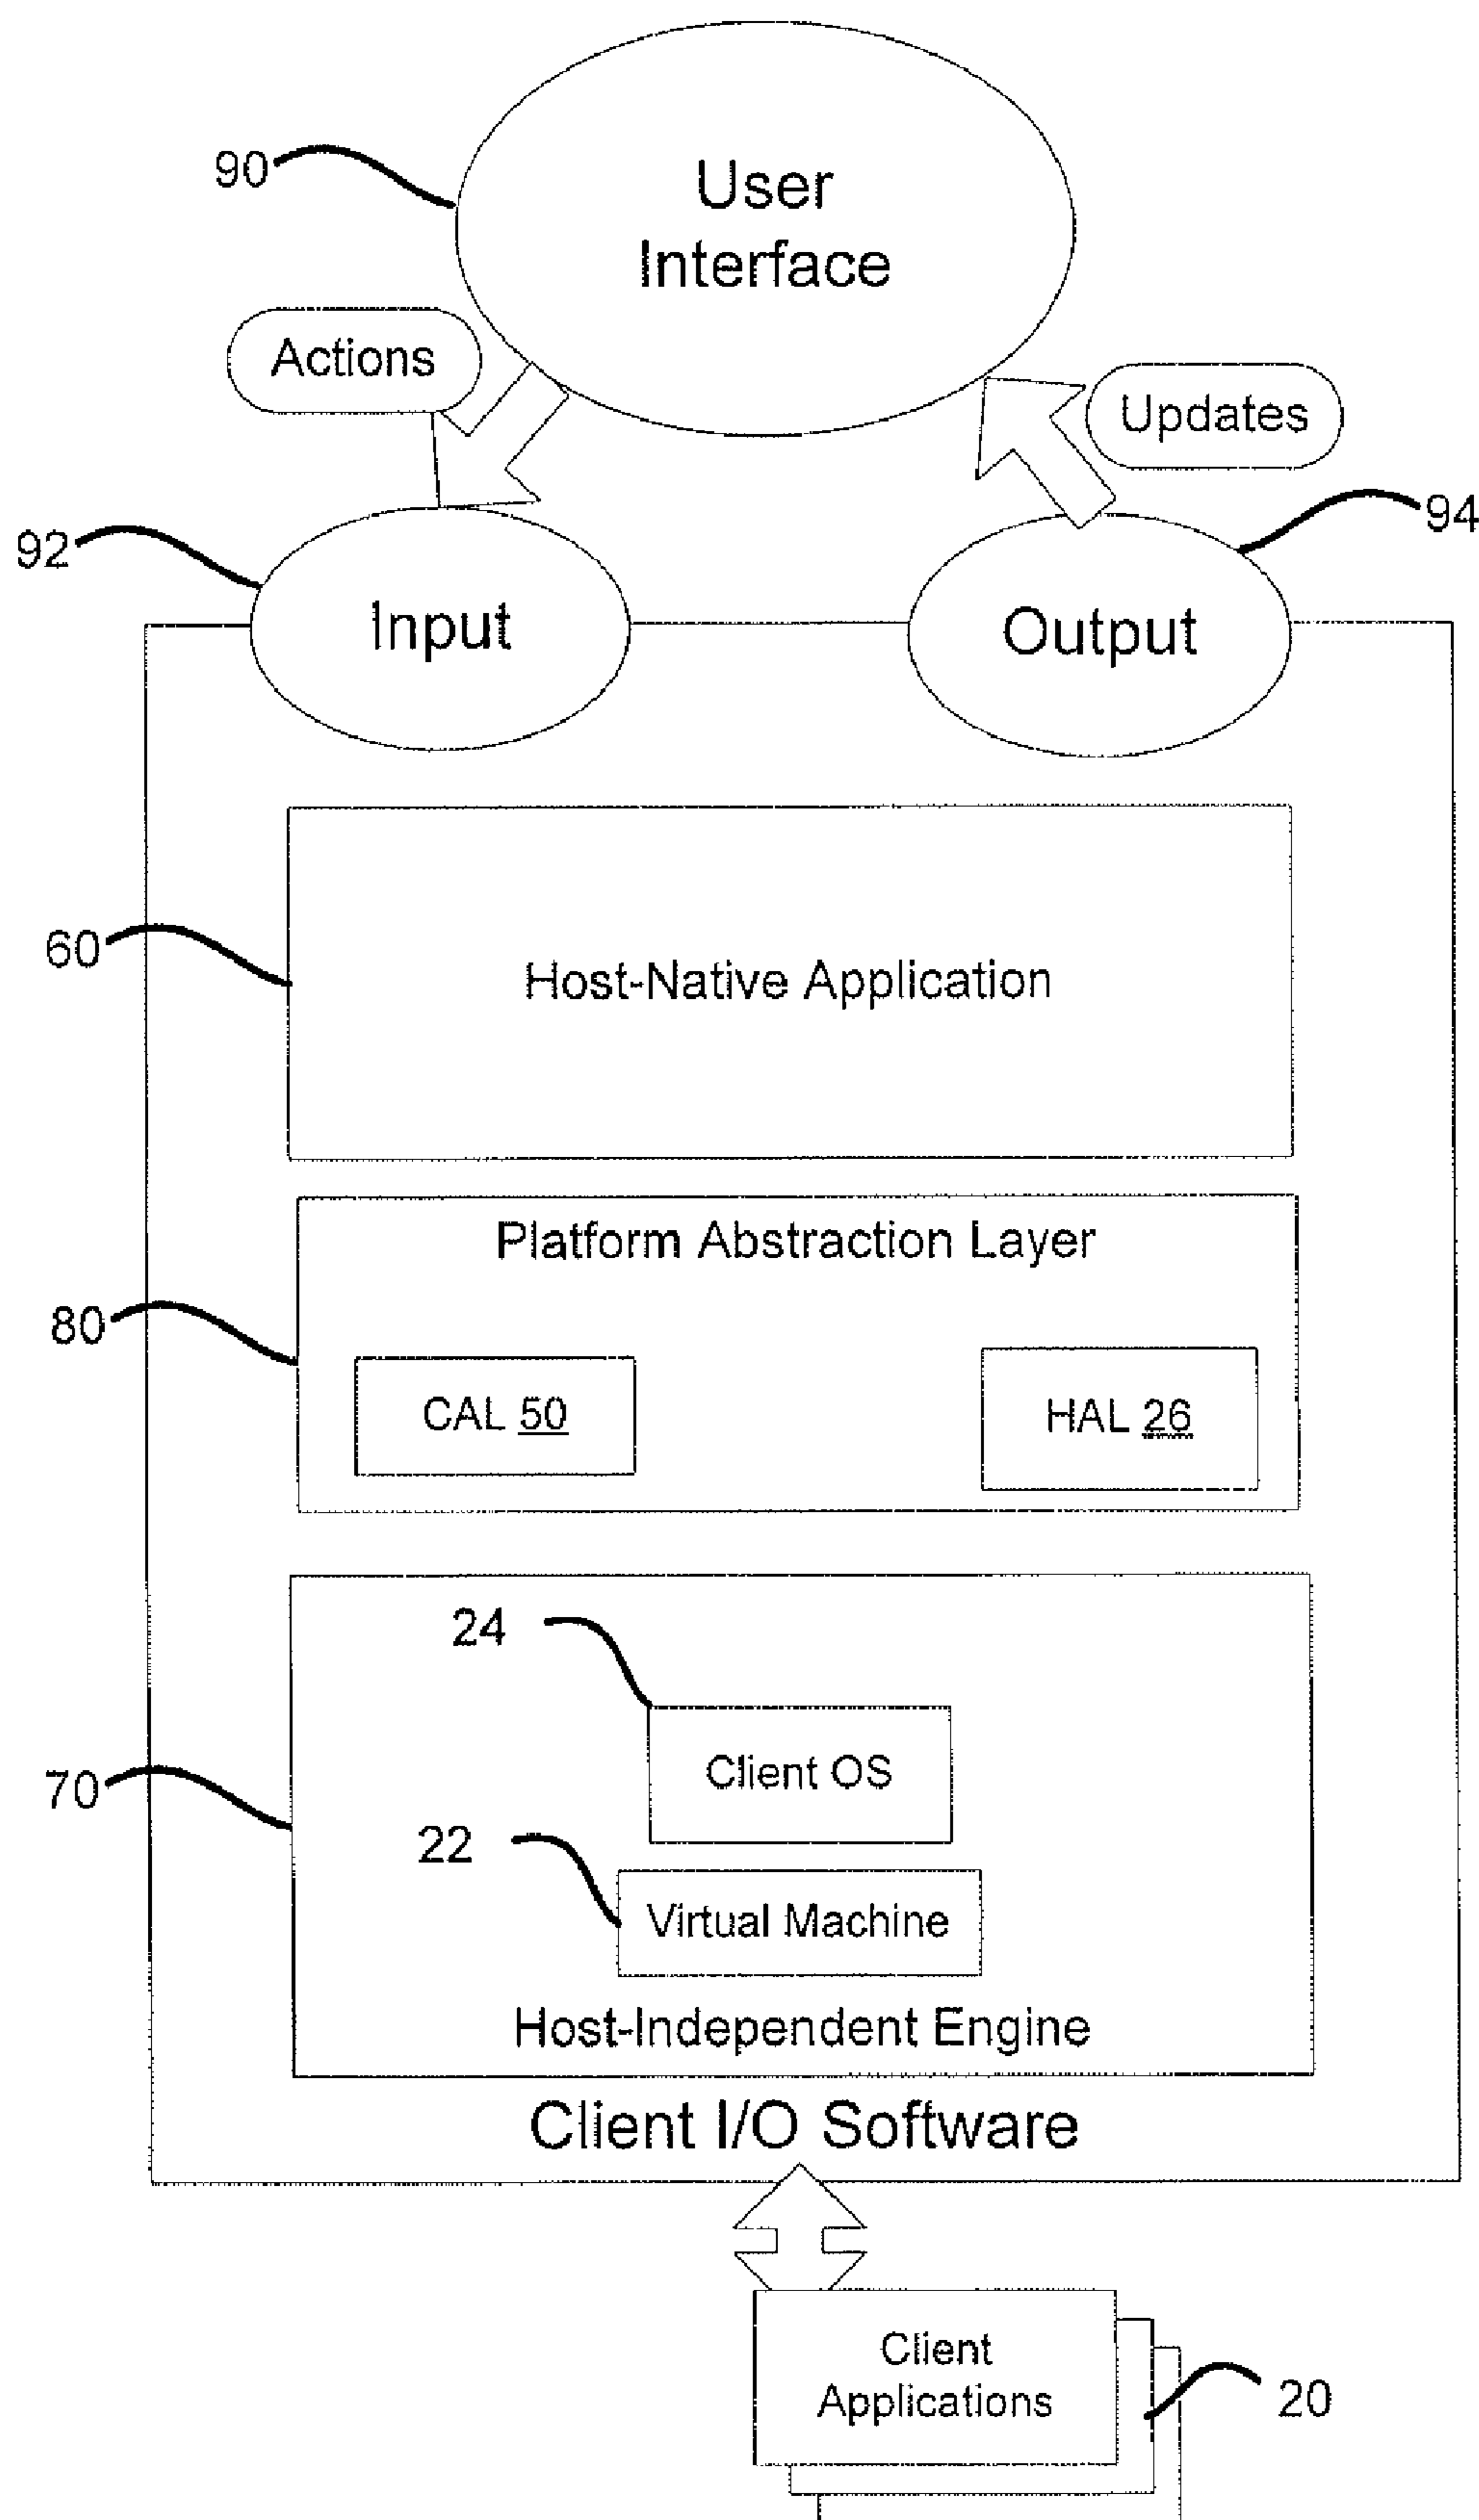 90
User
Interface
Actions
Updates
92
94
Input
Output
60
Host-Native Application
Platform Abstraction Layer
80
CAL 50
HAL 26
24
Client OS
70
22
Virtual Machine
Host-Independent Engine
Client I/O Software
Client
Applications
20